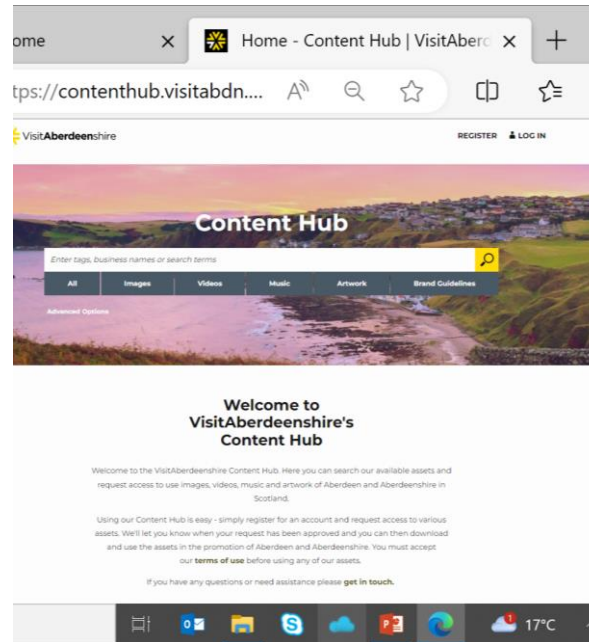 ome
Home - Content Hub | VisitAberd
tps://contenthub.visitabdn....
VisitAberdeenshire
REGISTER LOG IN
Content Hub
Enter tags, business names or search terms
All Images Videos Music Artwork Brand Guidelines
Advanced Options
Welcome to
VisitAberdeenshire's
Content Hub
Welcome to the VisitAberdeenshire Content Hub. Here you can search our available assets and
request access to use images, videos, music and artwork of Aberdeen and Aberdeenshire in
Scotland.
Using our Content Hub is easy - simply register for an account and request access to various
assets. We'll let you know when your request has been approved and you can then download
and use the assets in the promotion of Aberdeen and Aberdeenshire. You must accept
our terms of use before using any of our assets.
If you have any questions or need assistance please get in touch.
17°C